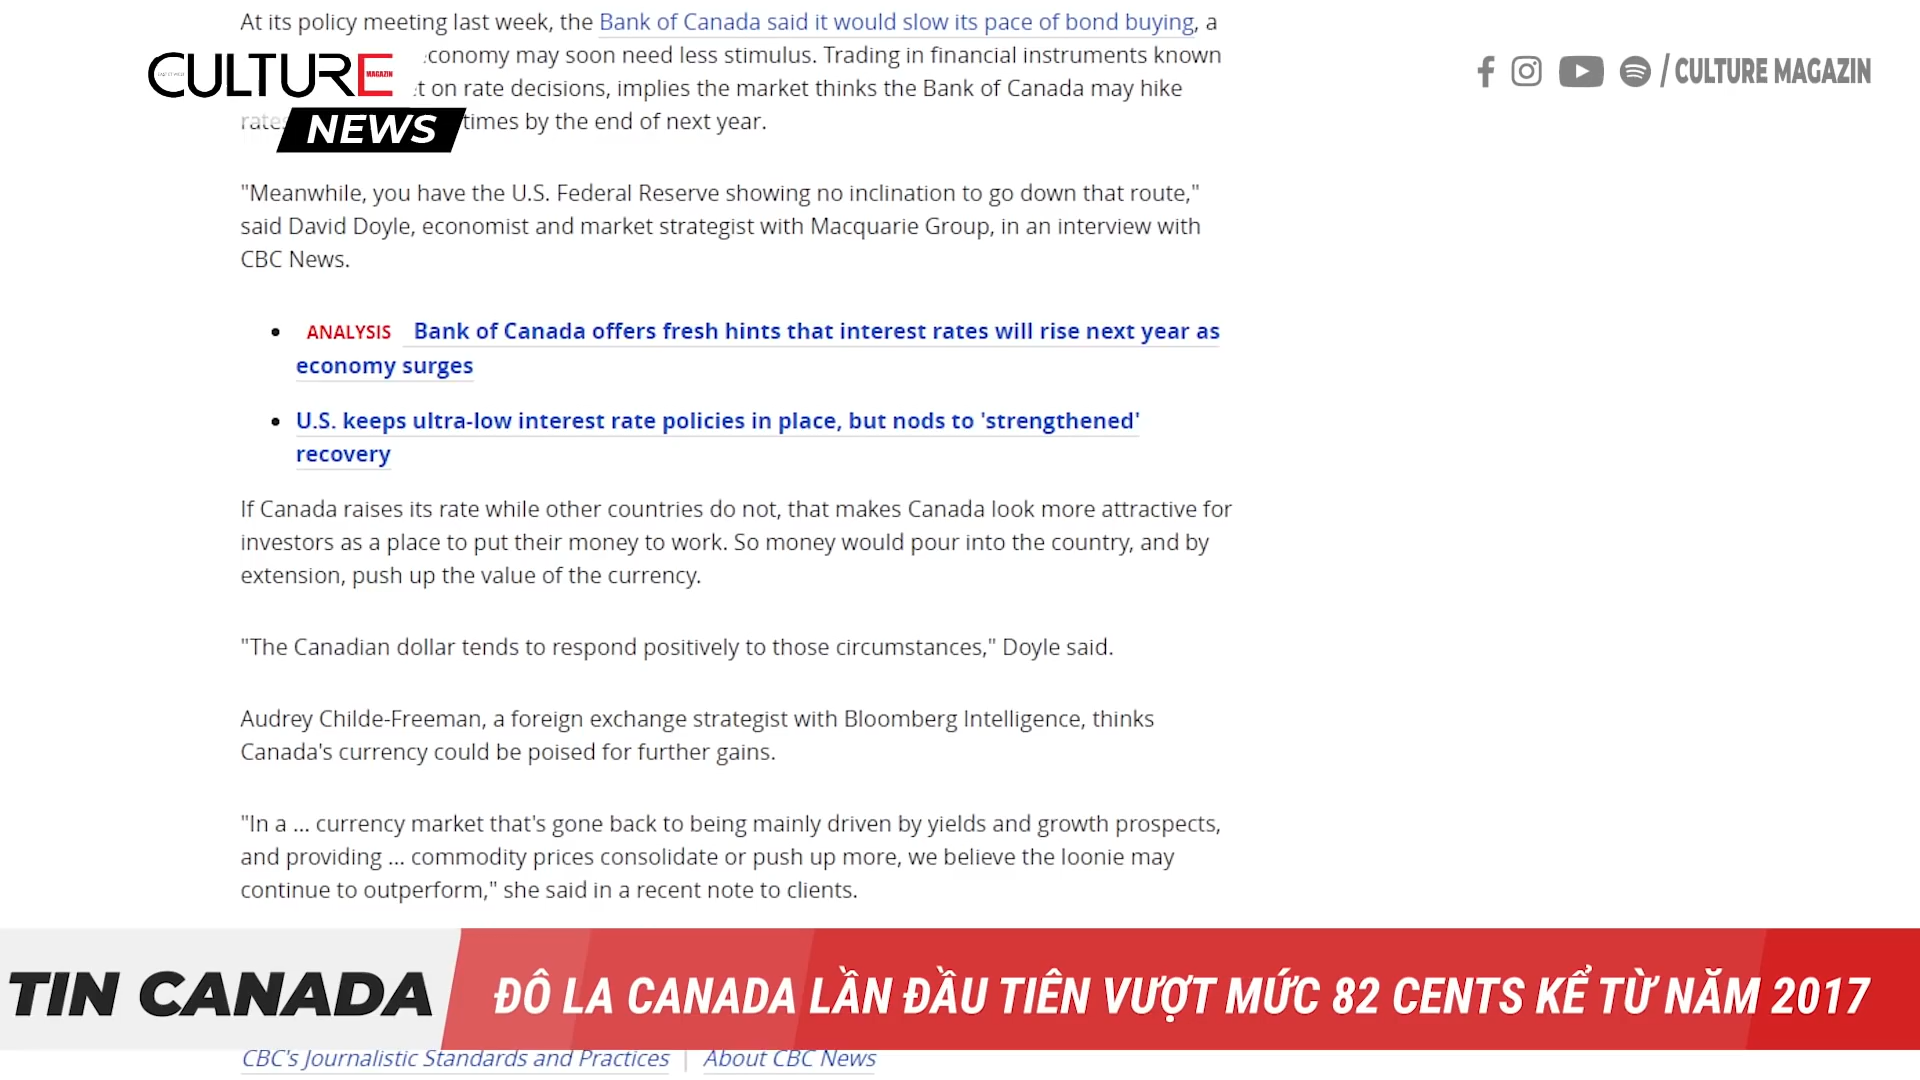 At its policy meeting last week, the Bank of Canada said it would slow its pace of bond buying, a
economy may soon need less stimulus. Trading in financial instruments known
on rate decisions, implies the market thinks the Bank of Canada may hike
rates times by the end of next year.
CULTURE
MAGAZIN
NEWS
/ CULTURE MAGAZIN
"Meanwhile, you have the U.S. Federal Reserve showing no inclination to go down that route,"
said David Doyle, economist and market strategist with Macquarie Group, in an interview with
CBC News.
• ANALYSIS Bank of Canada offers fresh hints that interest rates will rise next year as
economy surges
• U.S. keeps ultra-low interest rate policies in place, but nods to 'strengthened'
recovery
If Canada raises its rate while other countries do not, that makes Canada look more attractive for
investors as a place to put their money to work. So money would pour into the country, and by
extension, push up the value of the currency.
"The Canadian dollar tends to respond positively to those circumstances," Doyle said.
Audrey Childe-Freeman, a foreign exchange strategist with Bloomberg Intelligence, thinks
Canada's currency could be poised for further gains.
"In a ... currency market that's gone back to being mainly driven by yields and growth prospects,
and providing ... commodity prices consolidate or push up more, we believe the loonie may
continue to outperform," she said in a recent note to clients.
TIN CANADA
ĐÔ LA CANADA LẦN ĐẦU TIÊN VƯỢT MỨC 82 CENTS KỂ TỪ NĂM 2017
CBC's Journalistic Standards and Practices | About CBC News